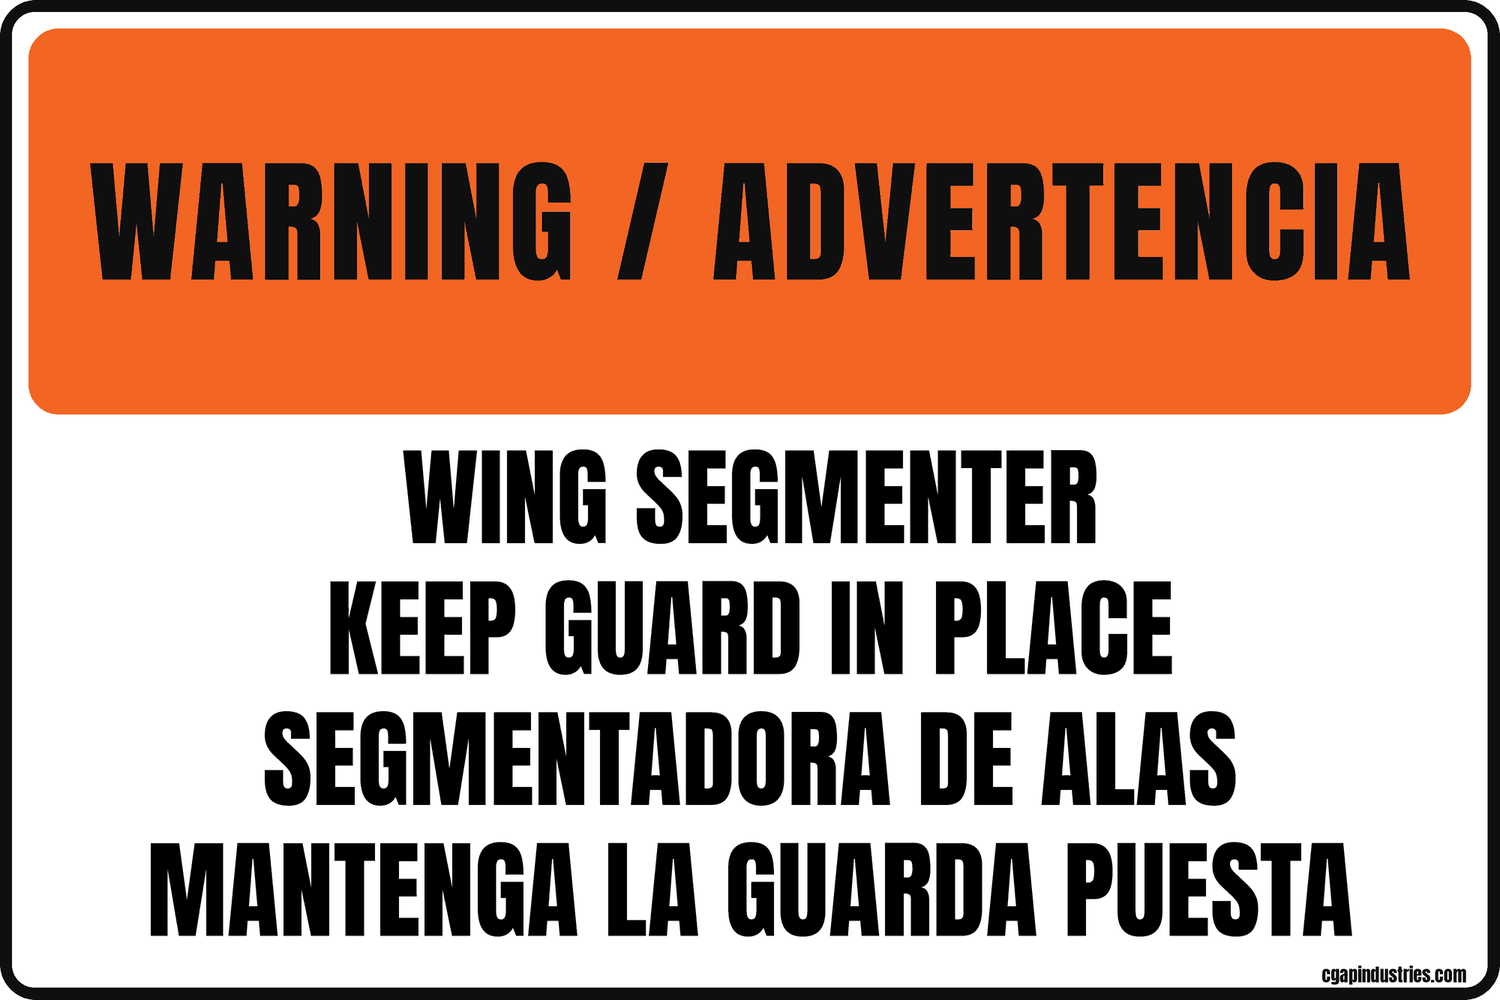 WARNING / ADVERTENCIA
WING SEGMENTER
KEEP GUARD IN PLACE
SEGMENTADORA DE ALAS
MANTENGA LA GUARDA PUESTA
cgapindustries.com